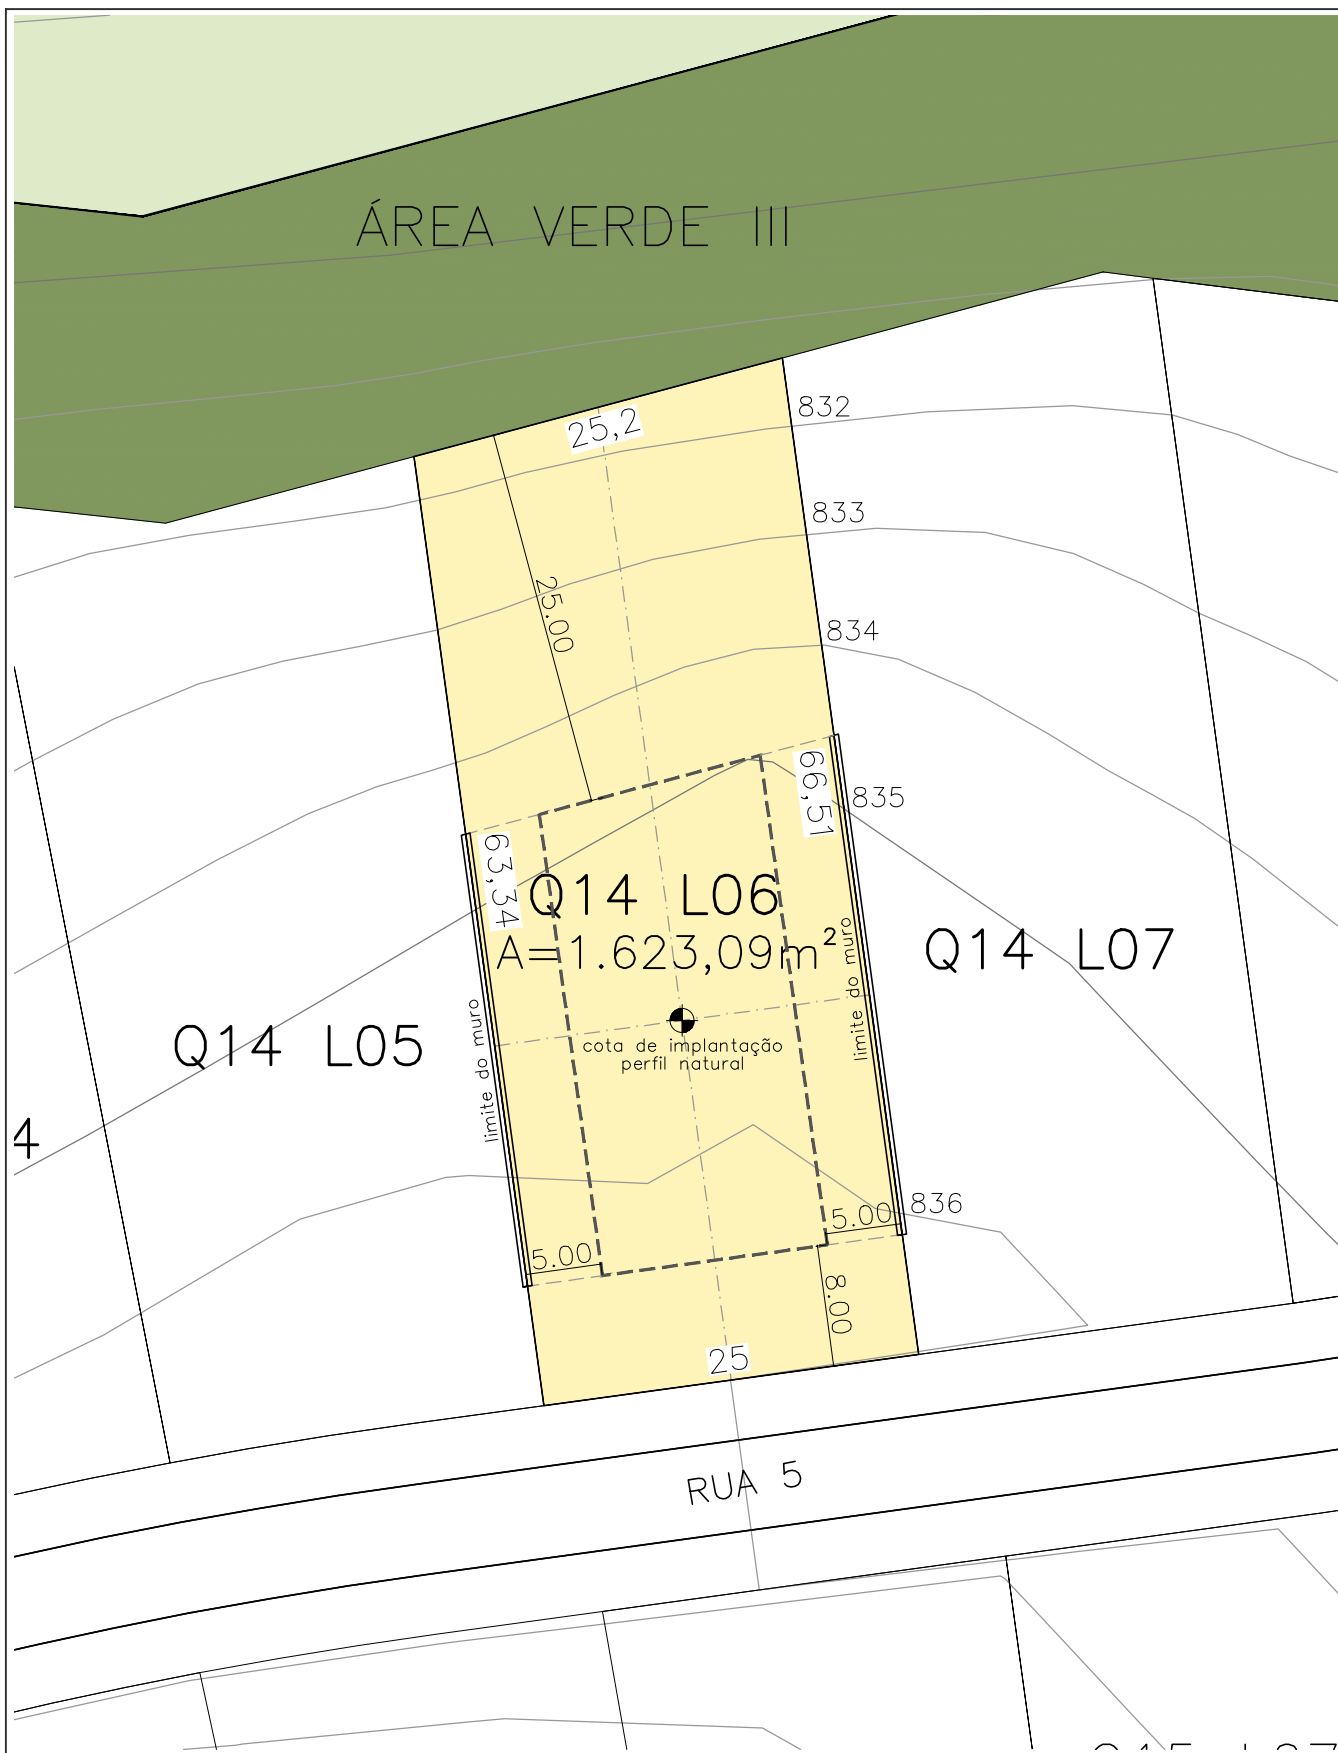 ÁREA VERDE III
25,2
832
833
25.00
834
66,51
835
63,34
Q14 L06
A=1.623,09m²
limite do muro
Q14 L07
Q14 L05
limite do muro
cota de implantação
perfil natural
4
836
5.00
5.00
8.00
25
RUA 5